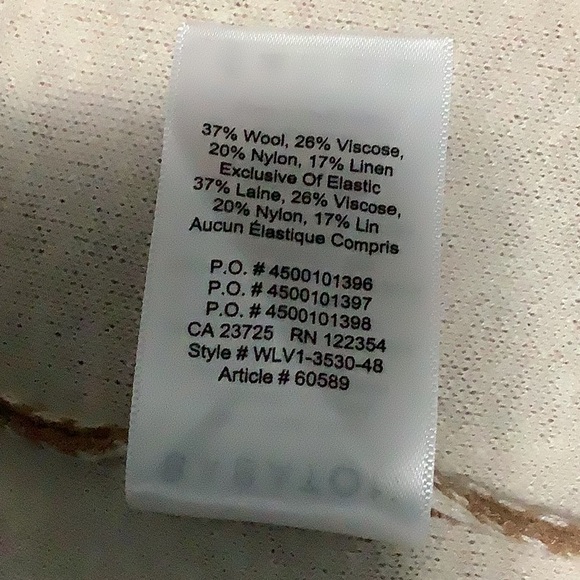 37% Wool, 26% Viscose,
20% Nylon, 17% Linen
Exclusive Of Elastic
37% Laine, 26% Viscose,
20% Nylon, 17% Lin
Aucun Élastique Compris
P.O. # 4500101396
P.O. # 4500101397
P.O. # 4500101398
CA 23725 RN 122354
Style # WLV1-3530-48
Article # 60589